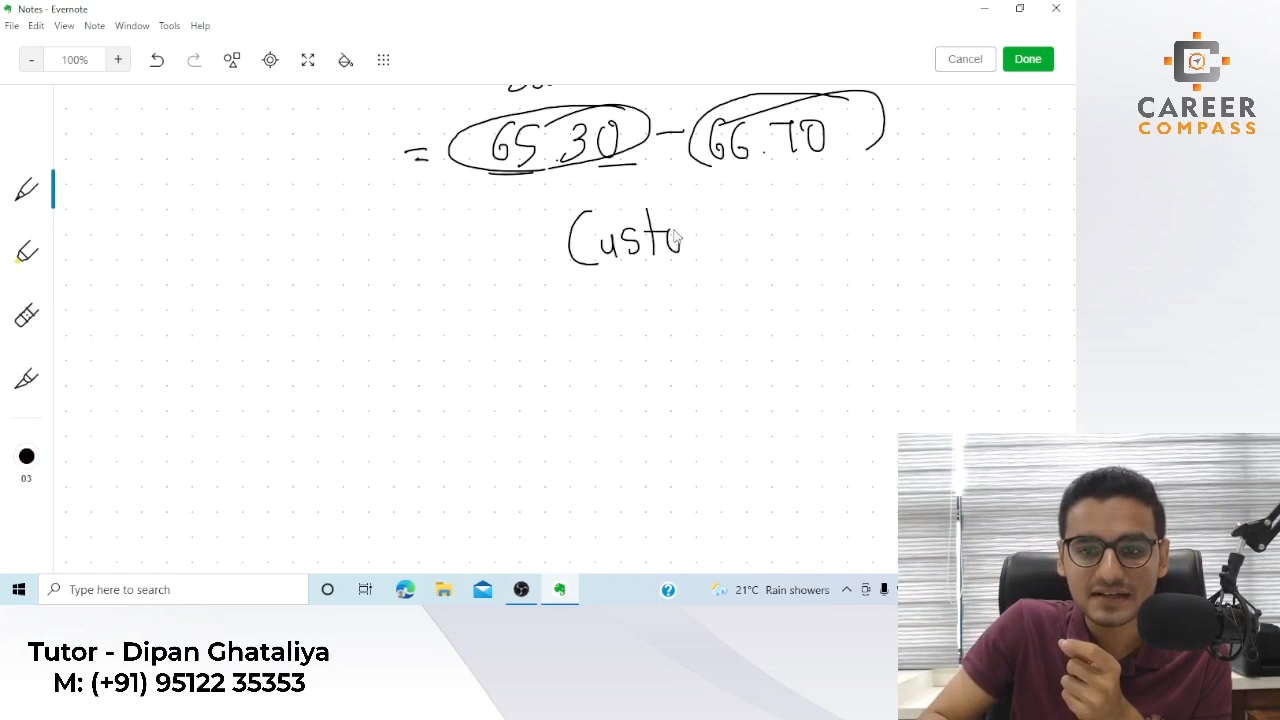 Notes - Evernote
File Edit View Note Window Tools Help
- 100% +
Cancel Done
CAREER
COMPASS
= 65.30 - 66.70
Custo
03
Type here to search
21°C Rain showers
Tutor - Dipan Ghataliya
M: (+91) 95122 35353